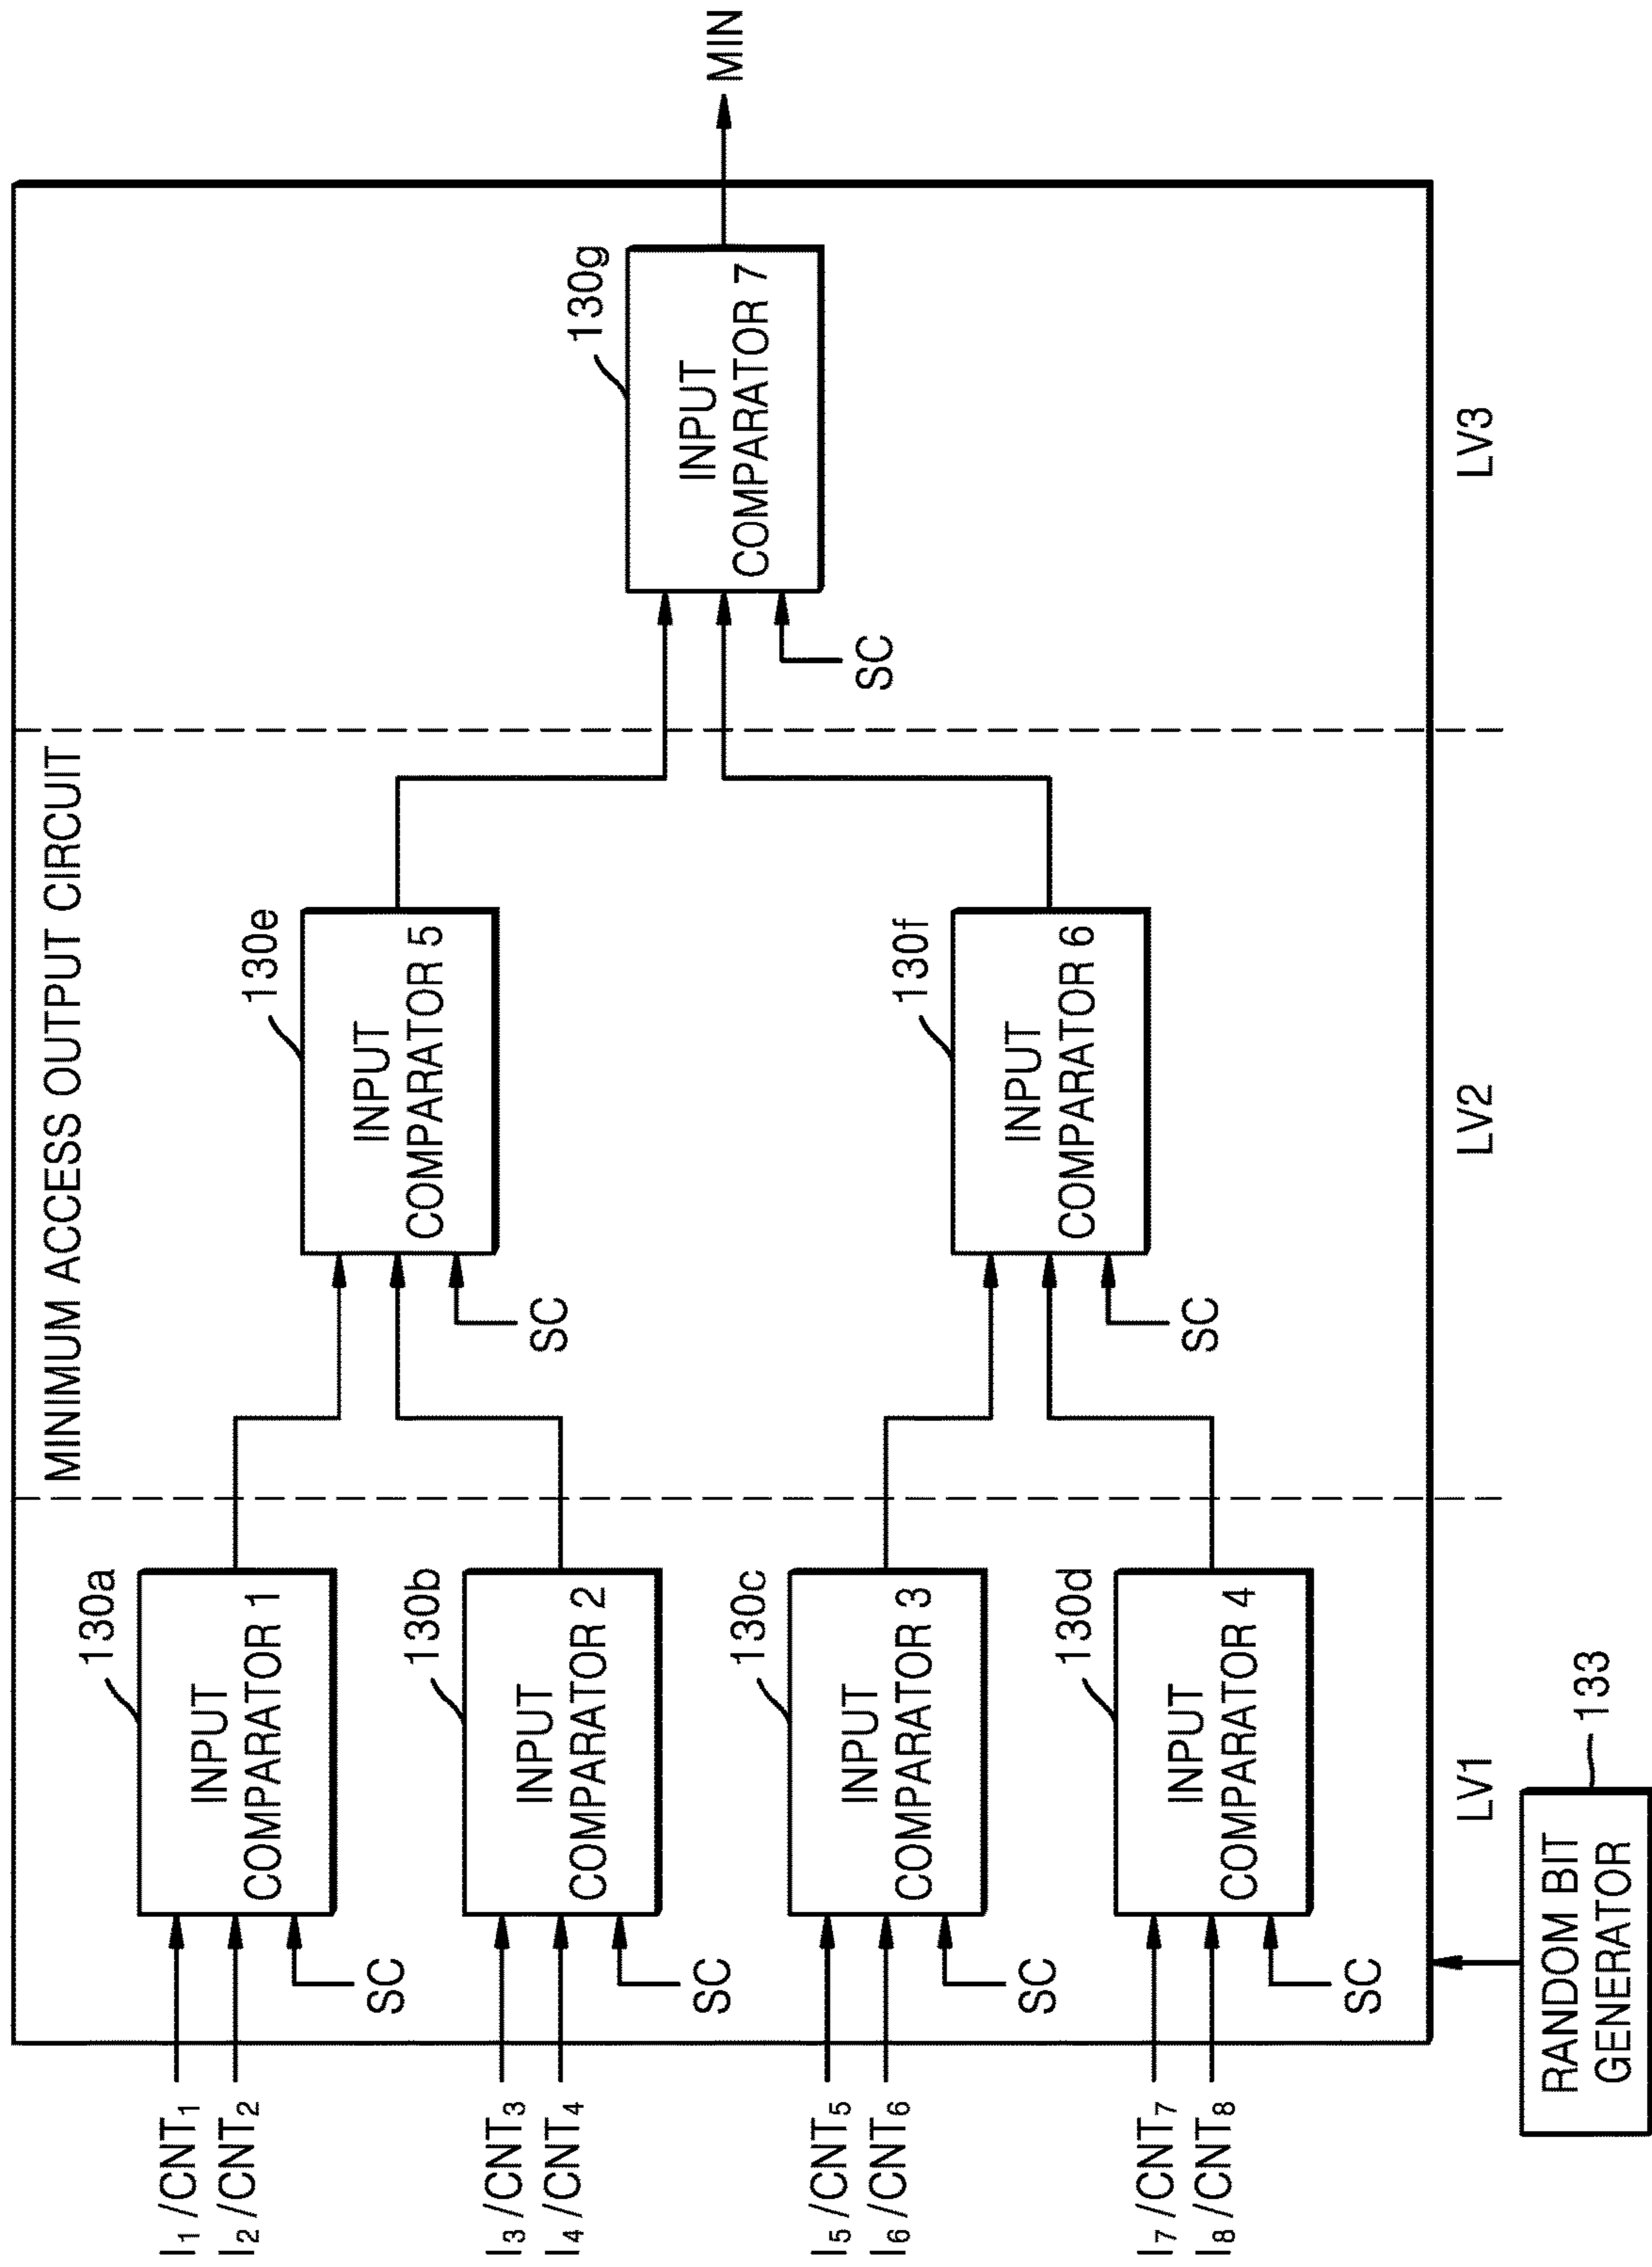 MINIMUM ACCESS OUTPUT CIRCUIT
I₁/CNT₁
I₂/CNT₂
SC
130a
INPUT
COMPARATOR 1
I₃/CNT₃
I₄/CNT₄
SC
130b
INPUT
COMPARATOR 2
I₅/CNT₅
I₆/CNT₆
SC
130c
INPUT
COMPARATOR 3
I₇/CNT₇
I₈/CNT₈
SC
130d
INPUT
COMPARATOR 4
130e
INPUT
COMPARATOR 5
SC
130f
INPUT
COMPARATOR 6
SC
130g
INPUT
COMPARATOR 7
SC
MIN
LV1
LV2
LV3
RANDOM BIT
GENERATOR
133